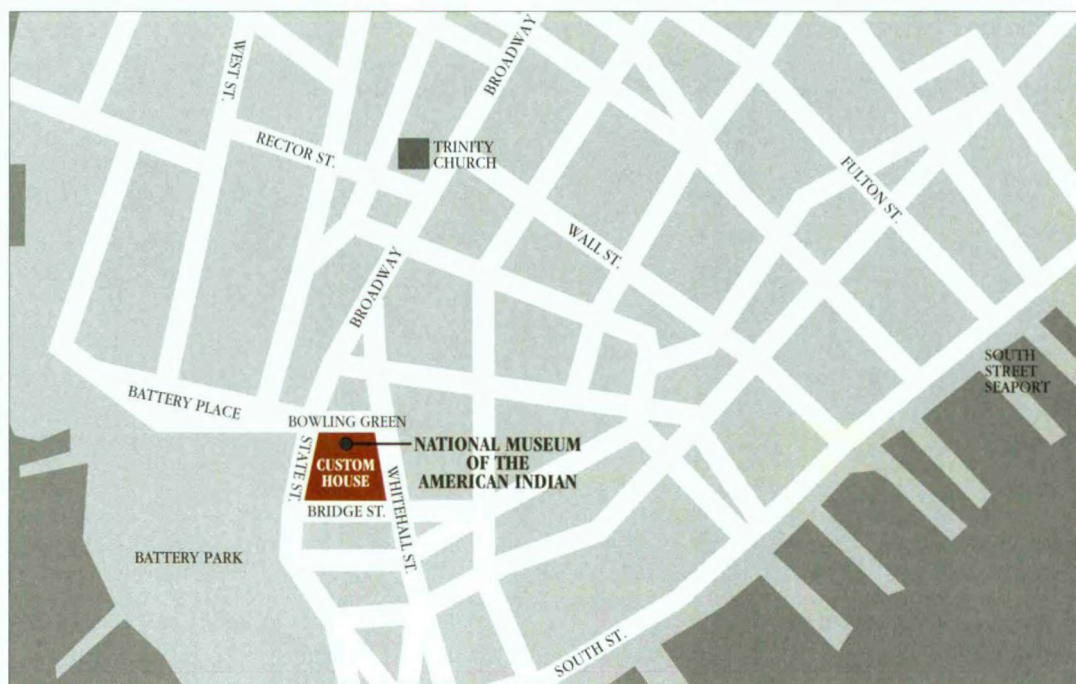 WEST ST.
BROADWAY
RECTOR ST.
TRINITY
CHURCH
FULTON ST.
WALL ST.
BROADWAY
SOUTH
STREET
SEAPORT
BATTERY PLACE
BOWLING GREEN
STATE ST.
CUSTOM
HOUSE
NATIONAL MUSEUM
OF THE
AMERICAN INDIAN
WHITEHALL ST.
BRIDGE ST.
BATTERY PARK
SOUTH ST.